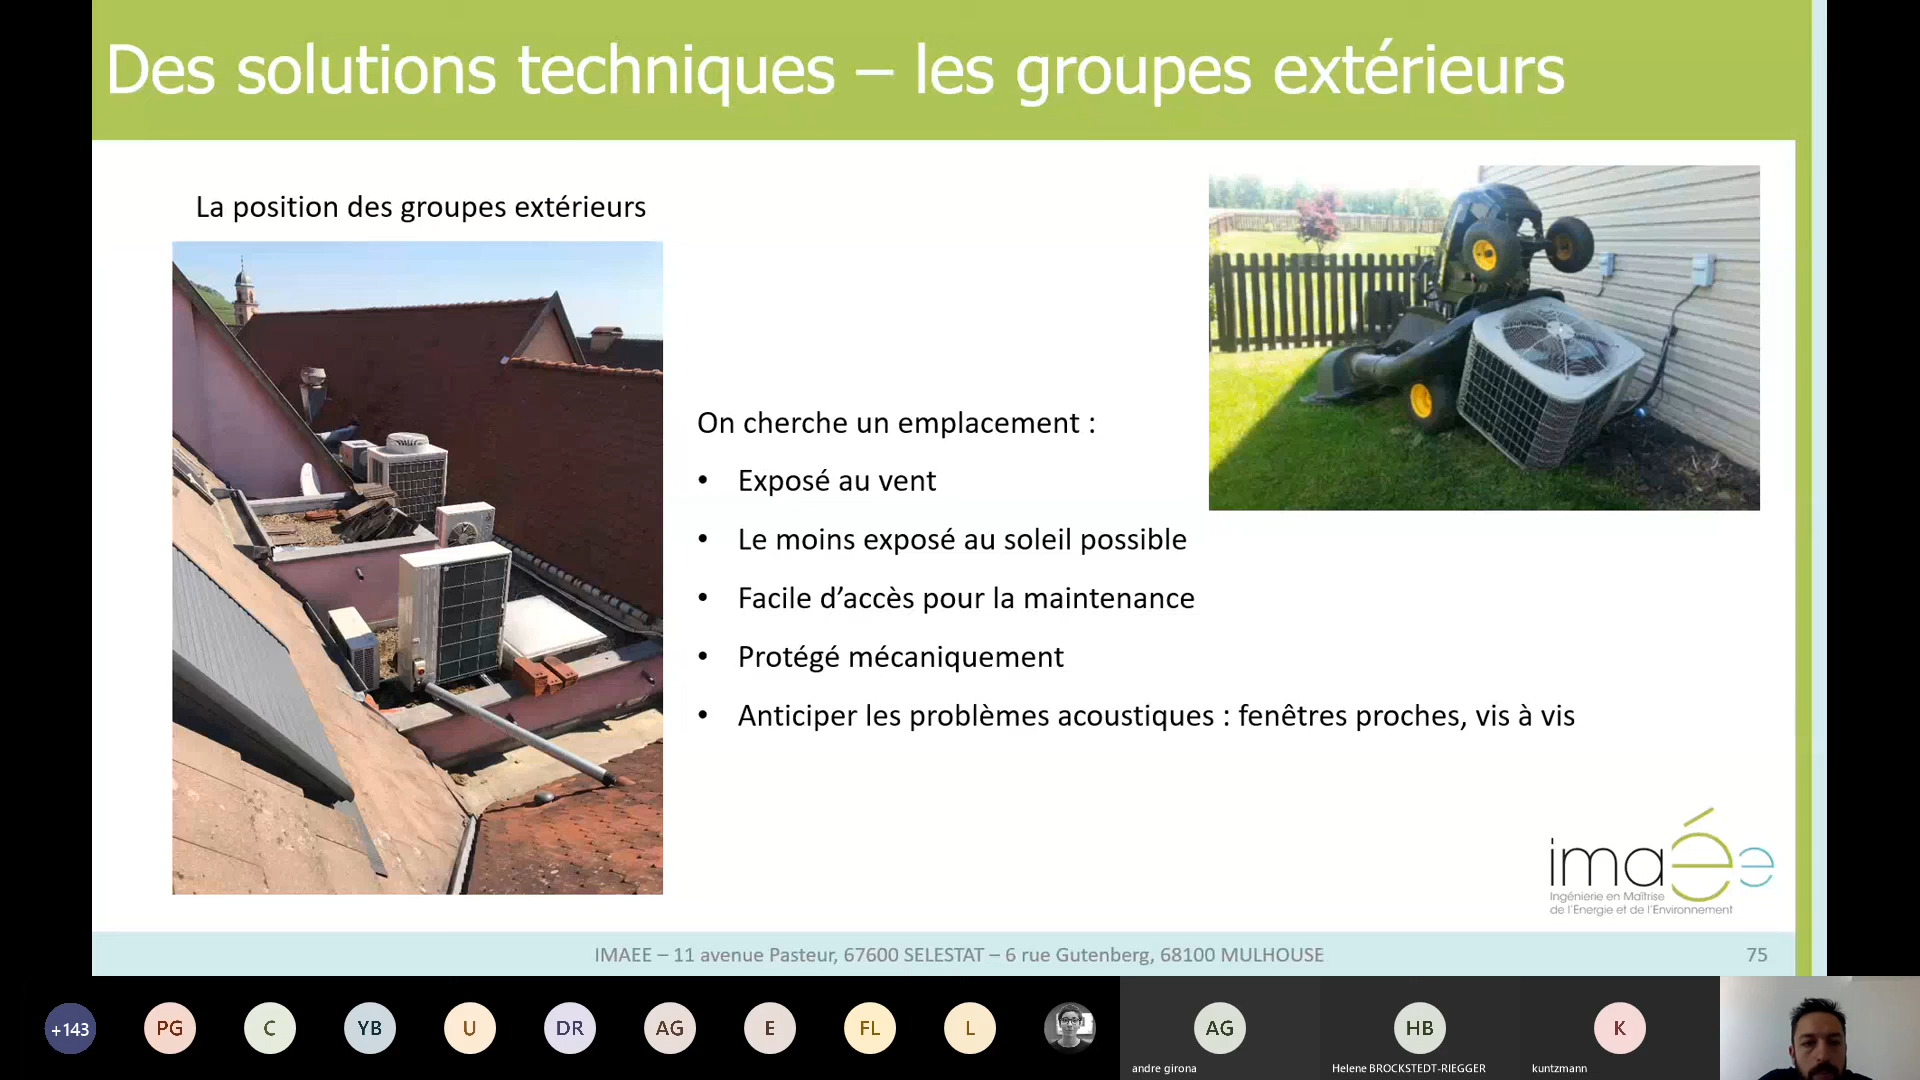 Des solutions techniques – les groupes extérieurs
La position des groupes extérieurs
On cherche un emplacement :
• Exposé au vent
• Le moins exposé au soleil possible
• Facile d’accès pour la maintenance
• Protégé mécaniquement
• Anticiper les problèmes acoustiques : fenêtres proches, vis à vis
imaée
Ingénierie en Maîtrise
de l'Energie et de l'Environnement
IMAEE – 11 avenue Pasteur, 67600 SELESTAT – 6 rue Gutenberg, 68100 MULHOUSE
75
+143
PG
C
YB
U
DR
AG
E
FL
L
AG
HB
K
andre girona
Helene BROCKSTEDT-RIEGGER
kuntzmann